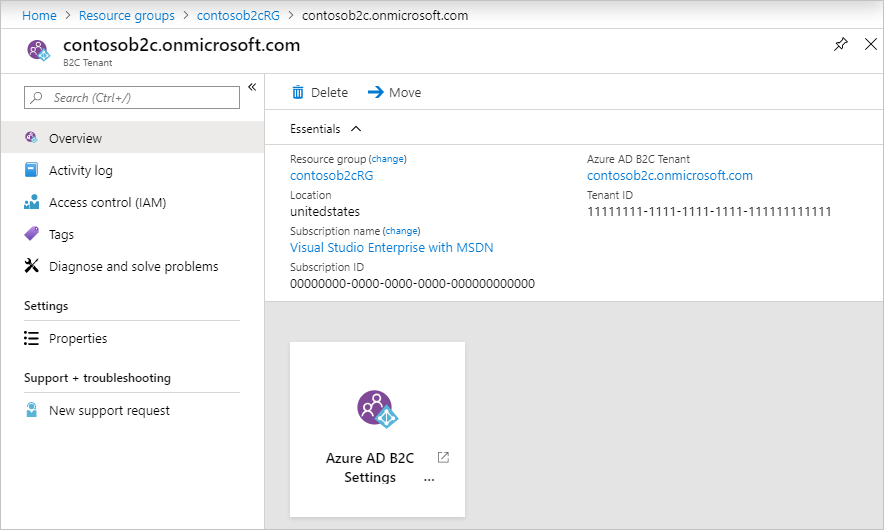 Home > Resource groups > contosob2cRG > contosob2c.onmicrosoft.com
contosob2c.onmicrosoft.com
B2C Tenant
Search (Ctrl+/)
«
Overview
Activity log
Access control (IAM)
Tags
Diagnose and solve problems
Settings
Properties
Support + troubleshooting
New support request
Delete
Move
Essentials
Resource group (change)
contosob2cRG
Location
unitedstates
Subscription name (change)
Visual Studio Enterprise with MSDN
Subscription ID
00000000-0000-0000-0000-000000000000
Azure AD B2C Tenant
contosob2c.onmicrosoft.com
Tenant ID
11111111-1111-1111-1111-111111111111
Azure AD B2C
Settings
...